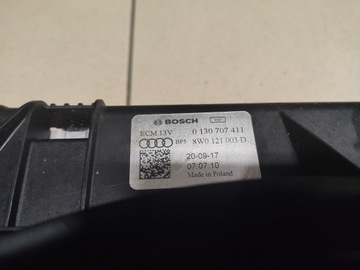 BOSCH
ECM 13V 0 130 707 411
BPS 8W0 121 003 D
20-09-17
07:07:10
Made in Poland